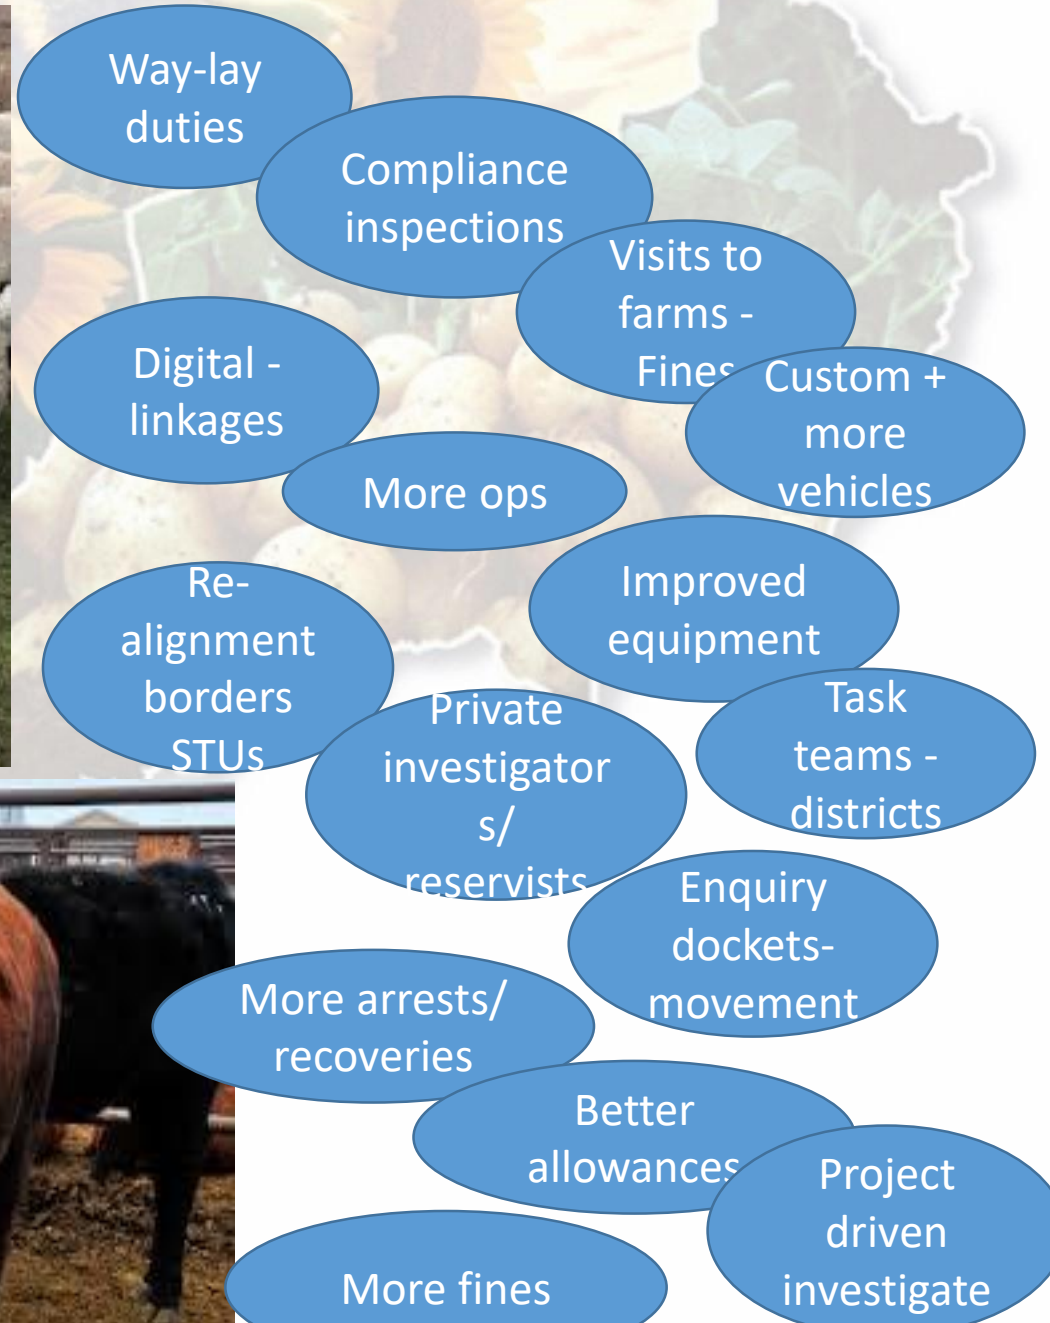 Way-lay
duties
Compliance
inspections
Visits to
farms -
Fines
Custom +
more
vehicles
Digital -
linkages
More ops
Improved
equipment
Re-
alignment
borders
STUs
Private
investigator
s/
reservists
Task
teams -
districts
Enquiry
dockets-
movement
More arrests/
recoveries
Better
allowances
Project
driven
investigate
More fines